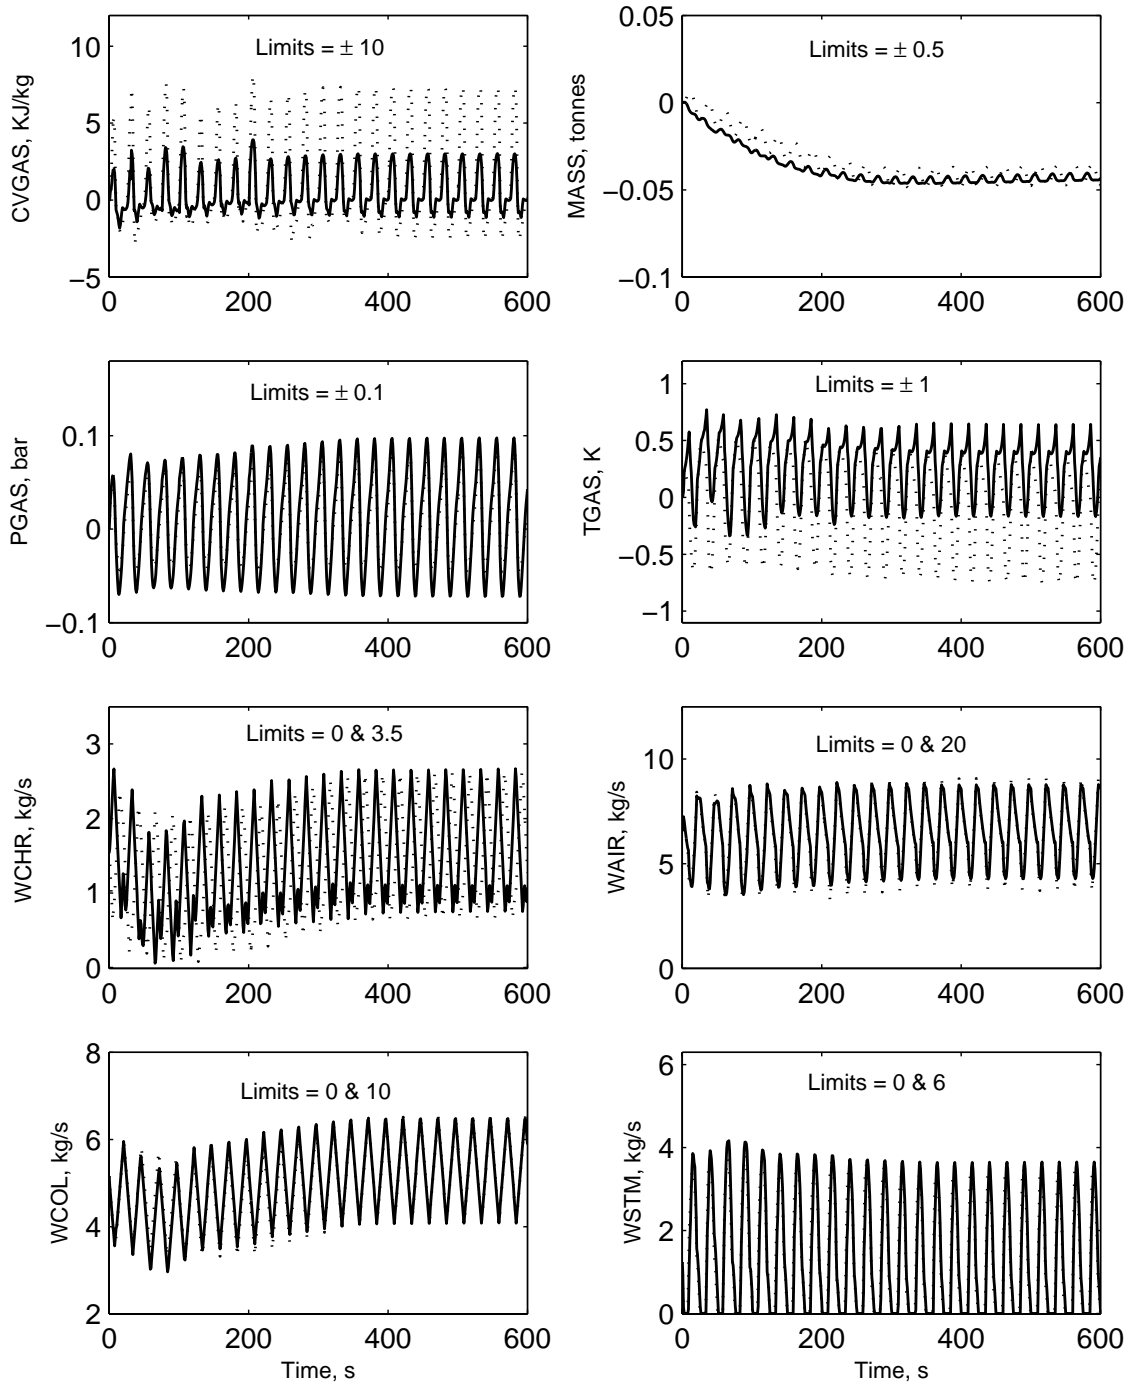 10
5
0
−5
0 200 400 600
CVGAS, KJ/kg
Limits = ± 10
0.05
0
−0.05
−0.1
0 200 400 600
MASS, tonnes
Limits = ± 0.5
0.1
0
−0.1
0 200 400 600
PGAS, bar
Limits = ± 0.1
1
0.5
0
−0.5
−1
0 200 400 600
TGAS, K
Limits = ± 1
3
2
1
0
0 200 400 600
WCHR, kg/s
Limits = 0 & 3.5
10
5
0
0 200 400 600
WAIR, kg/s
Limits = 0 & 20
8
6
4
2
0 200 400 600
WCOL, kg/s
Limits = 0 & 10
Time, s
6
4
2
0
0 200 400 600
WSTM, kg/s
Limits = 0 & 6
Time, s